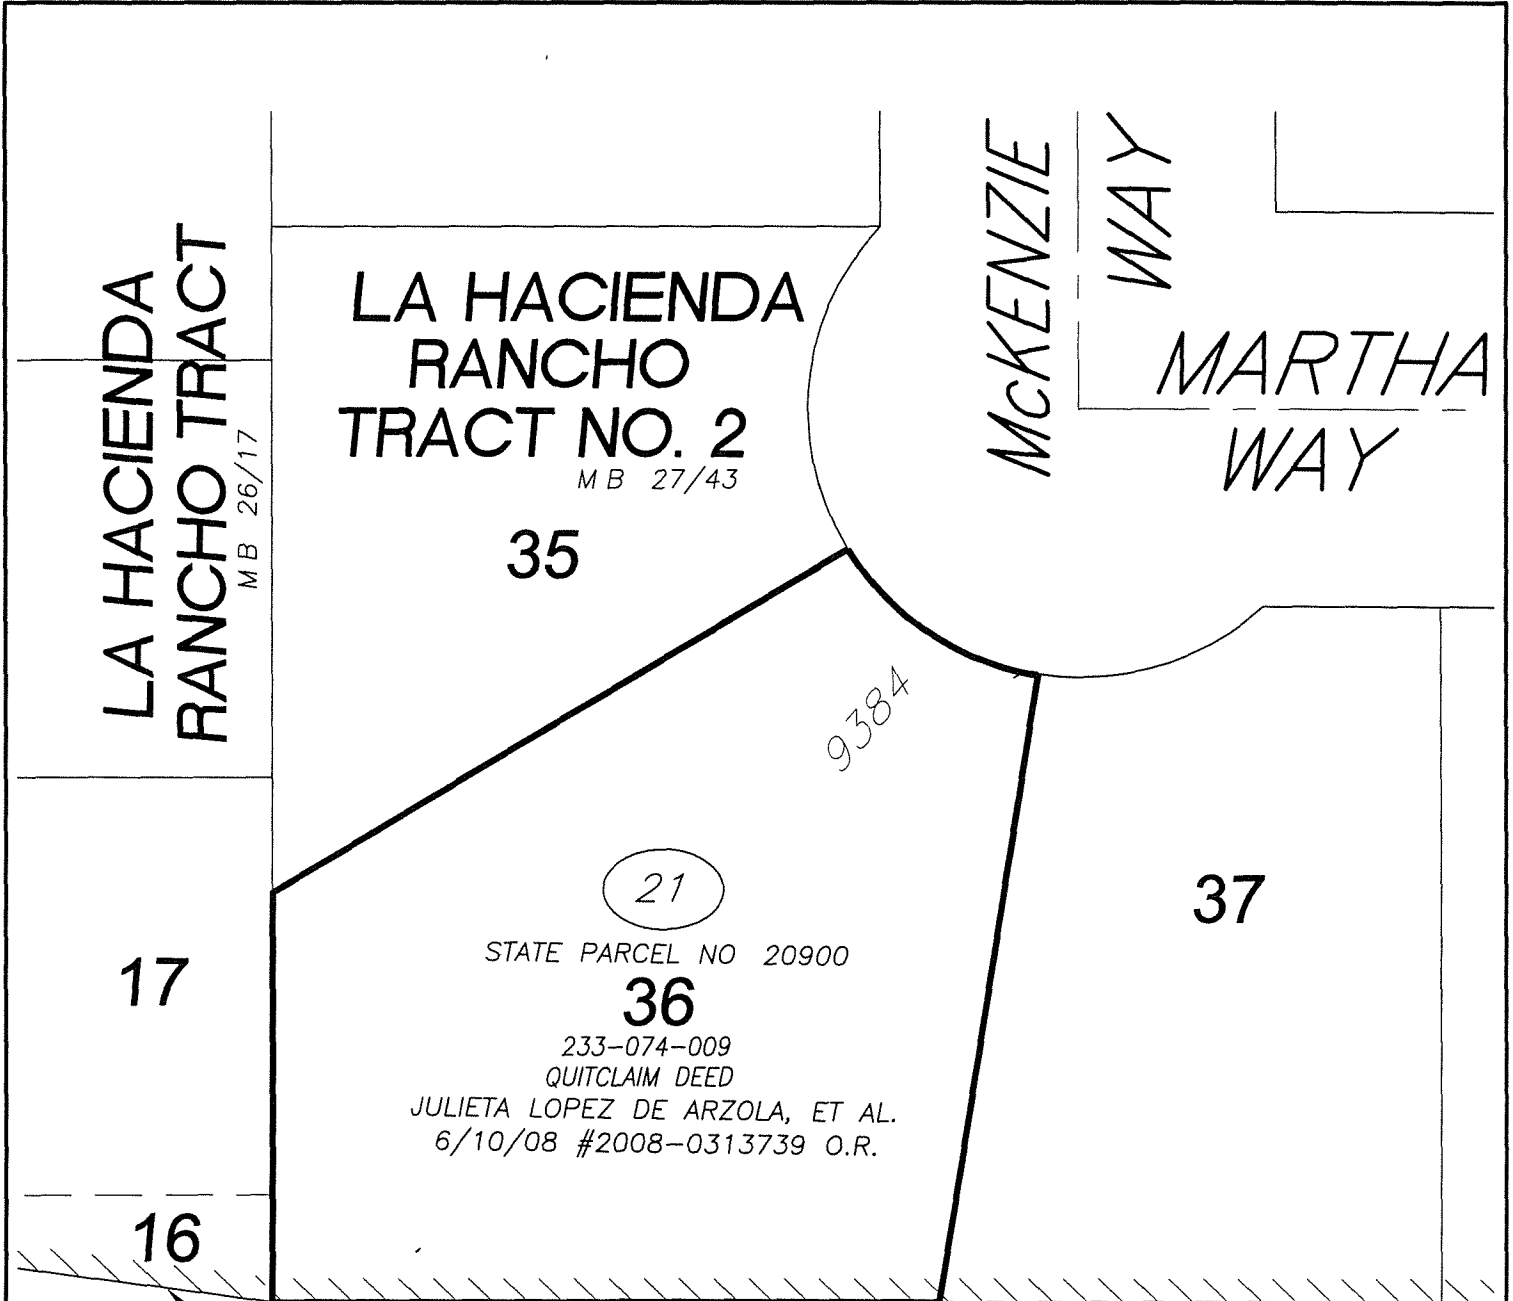 LA HACIENDA
RANCHO TRACT
MB 26/17
LA HACIENDA
RANCHO
TRACT NO. 2
MB 27/43
35
McKENZIE
WAY
MARTHA
WAY
9384
21
STATE PARCEL NO 20900
36
233-074-009
QUITCLAIM DEED
JULIETA LOPEZ DE ARZOLA, ET AL.
6/10/08 #2008-0313739 O.R.
37
17
16